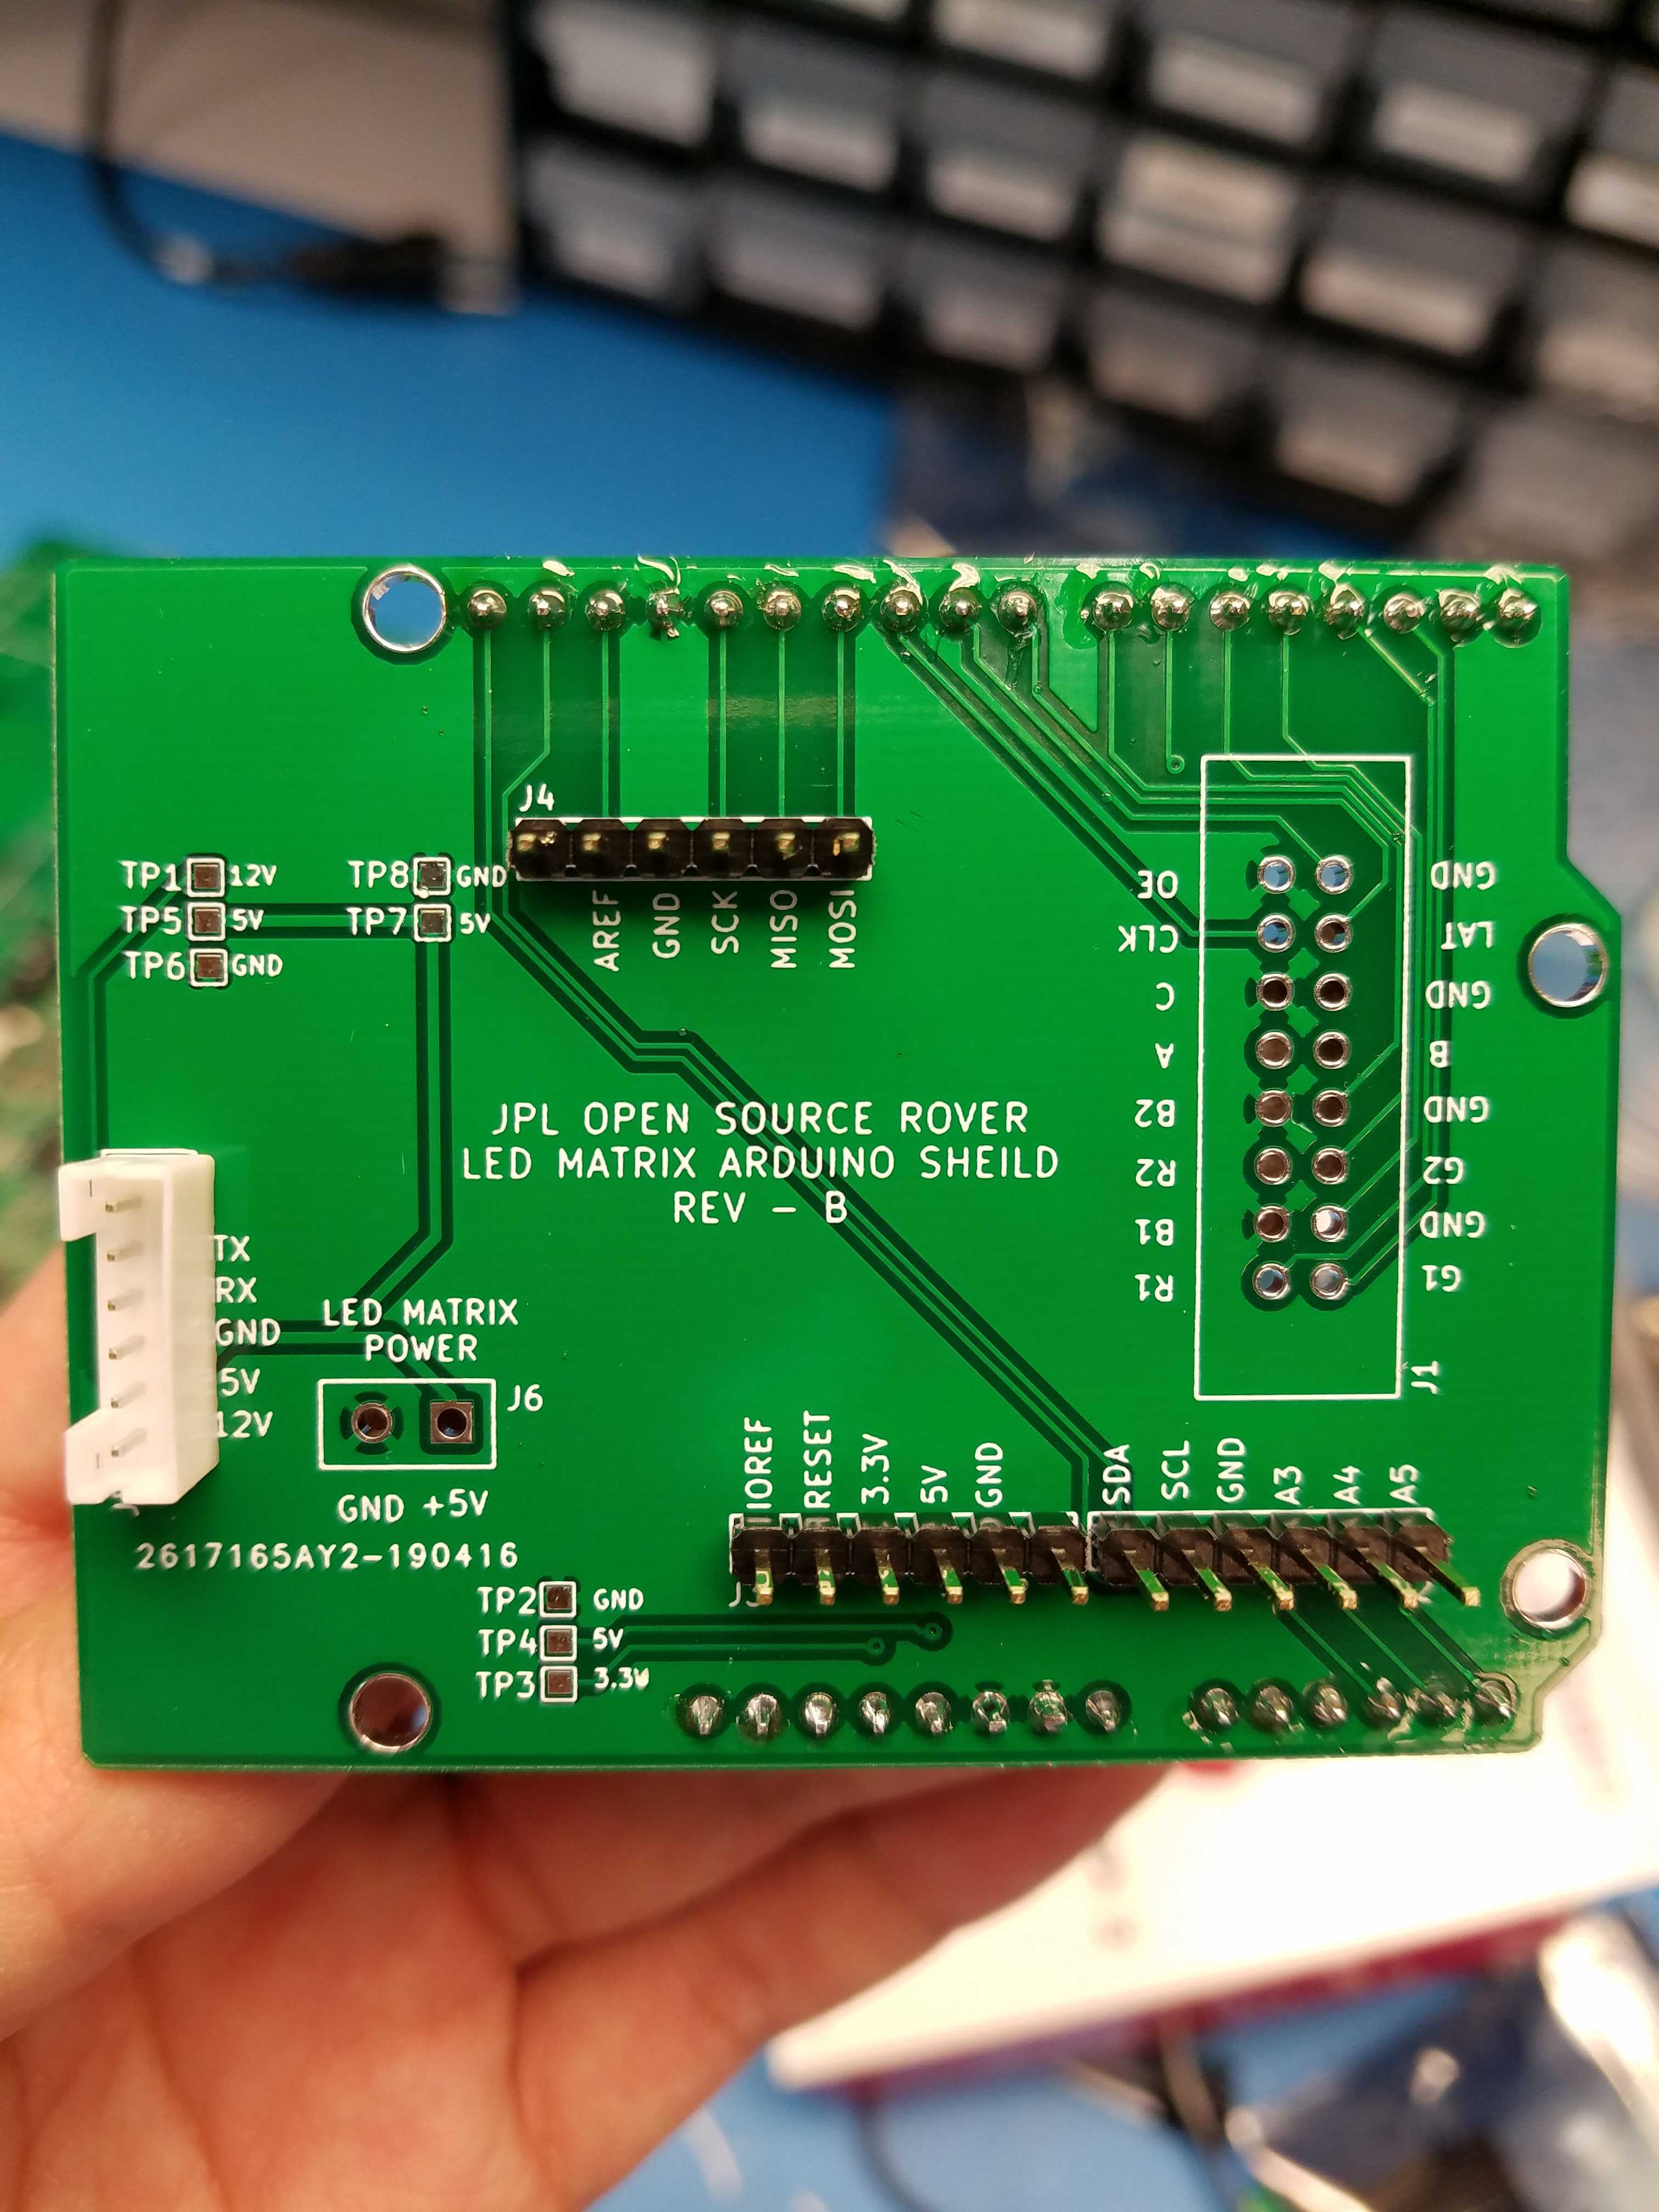 J4
TP1 12V
TP8 GND
TP5 5V
TP7 5V
TP6 GND
AREF
GND
SCK
MISO
MOSI
OE GND
CLK LAT
C GND
A B
B2 GND
R2 G2
B1 GND
R1 G1
J1
JPL OPEN SOURCE ROVER
LED MATRIX ARDUINO SHEILD
REV - B
TX
RX
GND
5V
12V
LED MATRIX
POWER
J6
GND +5V
2617165AY2-190416
IOREF
RESET
3.3V
5V
GND
SDA
SCL
GND
A3
A4
A5
TP2 GND
TP4 5V
TP3 3.3V